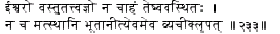 ईश्वरो वस्तुतत्त्वज्ञो न चाहं तेष्ववस्थितः ।
न च मत्स्थानि भूतानीत्येवमेव व्यचीक्लृपत् ॥ २३३॥